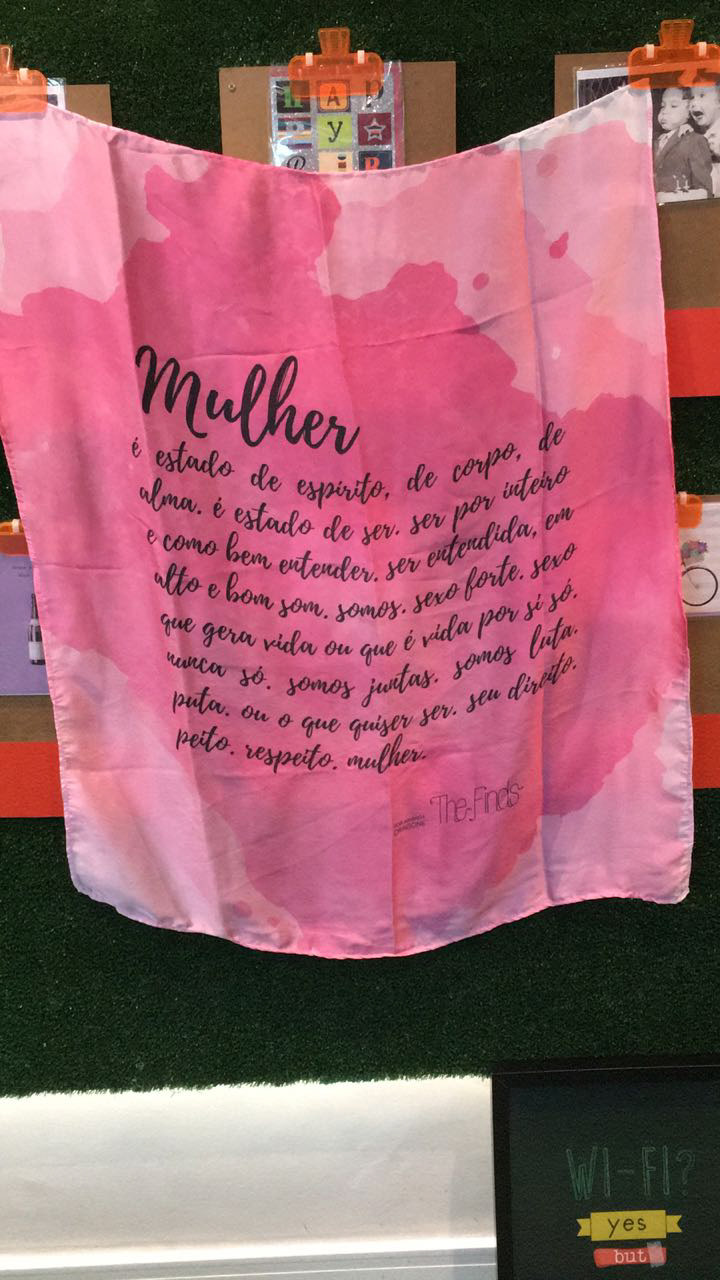 HAP
y
Mulher
é estado de espírito, de corpo, de
alma. é estado de ser. ser por inteiro
e como bem entender. ser entendida, em
alto e bom som. somos. sexo forte. sexo
que gera vida ou que é vida por si só.
nunca só. somos juntas. somos luta.
puta. ou o que quiser ser. seu direito.
peito. respeito. mulher.
The Finds
WI-FI?
yes
but